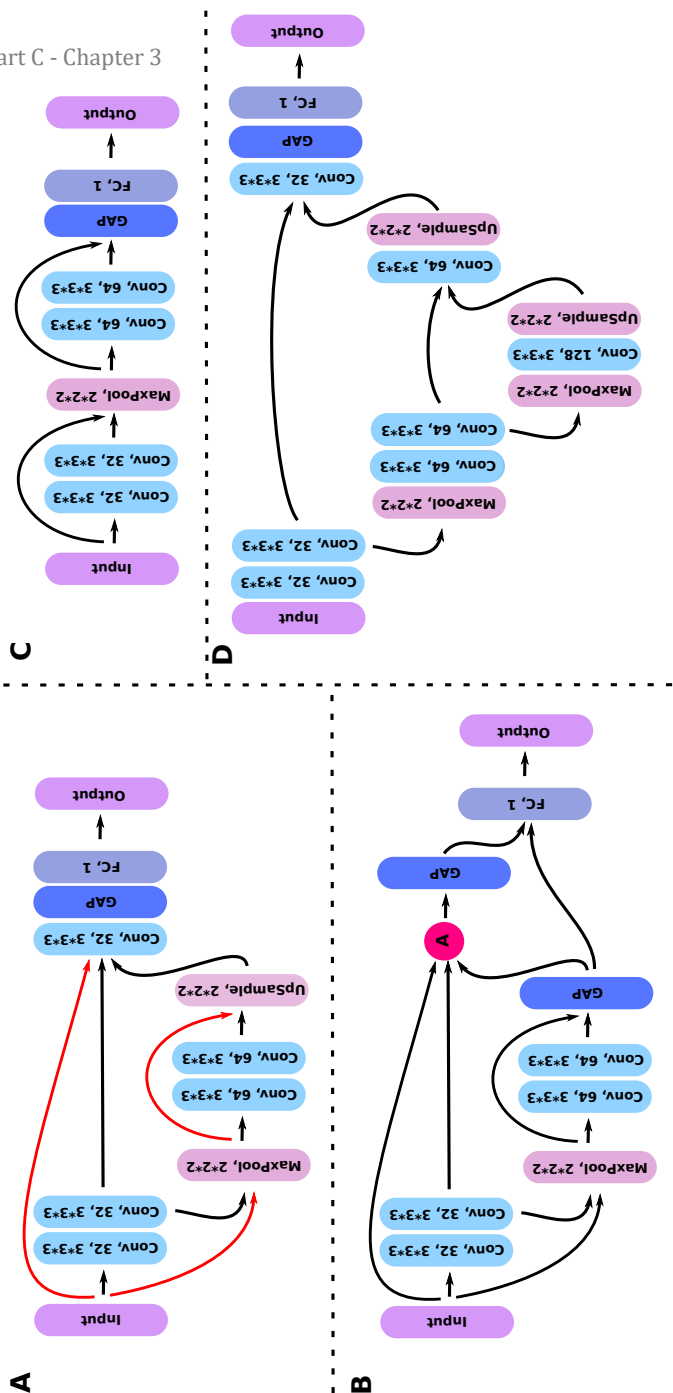 art C - Chapter 3
A
Input
Conv, 32, 3*3*3
Conv, 32, 3*3*3
MaxPool, 2*2*2
Conv, 64, 3*3*3
Conv, 64, 3*3*3
UpSample, 2*2*2
Conv, 32, 3*3*3
GAP
FC, 1
Output
B
Input
Conv, 32, 3*3*3
Conv, 32, 3*3*3
MaxPool, 2*2*2
Conv, 64, 3*3*3
Conv, 64, 3*3*3
GAP
A
GAP
FC, 1
Output
C
Input
Conv, 32, 3*3*3
Conv, 32, 3*3*3
MaxPool, 2*2*2
Conv, 64, 3*3*3
Conv, 64, 3*3*3
GAP
FC, 1
Output
D
Input
Conv, 32, 3*3*3
Conv, 32, 3*3*3
MaxPool, 2*2*2
Conv, 64, 3*3*3
Conv, 64, 3*3*3
MaxPool, 2*2*2
Conv, 128, 3*3*3
UpSample, 2*2*2
Conv, 64, 3*3*3
UpSample, 2*2*2
Conv, 32, 3*3*3
GAP
FC, 1
Output